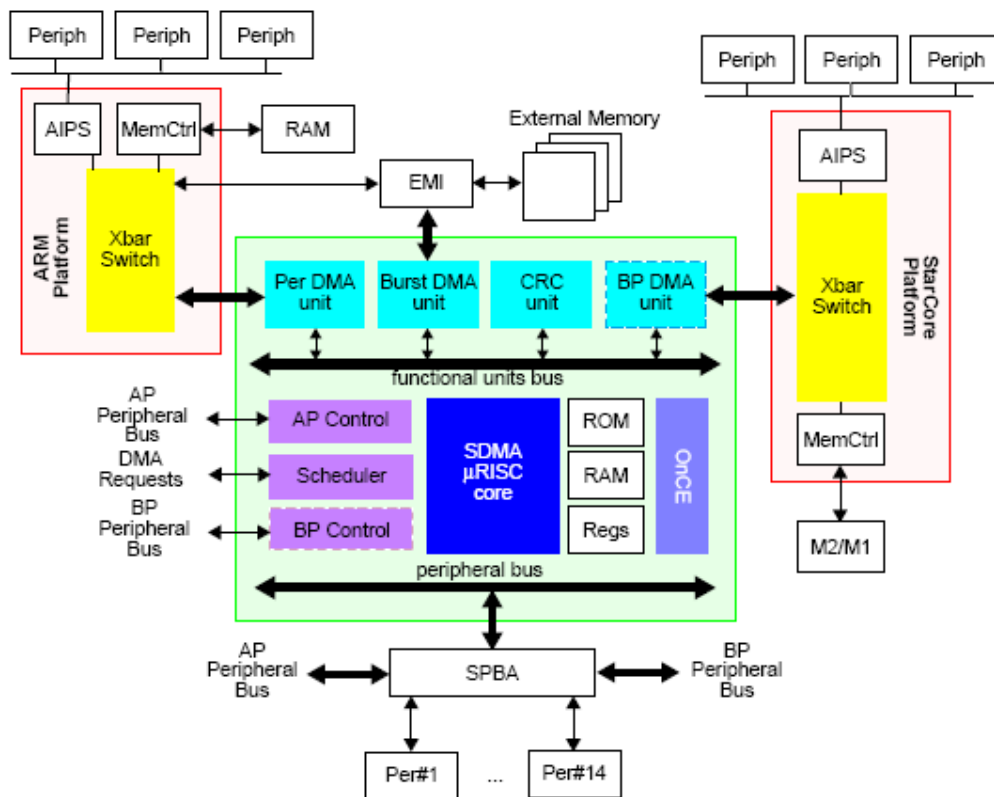 Periph
Periph
Periph
Periph
Periph
Periph
AIPS
MemCtrl
RAM
External Memory
AIPS
EMI
ARM
Platform
Xbar
Switch
Xbar
Switch
StarCore
Platform
Per DMA
unit
Burst DMA
unit
CRC
unit
BP DMA
unit
functional units bus
AP
Peripheral
Bus
AP Control
SDMA
µRISC
core
ROM
OnCE
MemCtrl
DMA
Requests
Scheduler
RAM
BP
Peripheral
Bus
BP Control
Regs
M2/M1
peripheral bus
AP
Peripheral
Bus
SPBA
BP
Peripheral
Bus
Per#1
...
Per#14